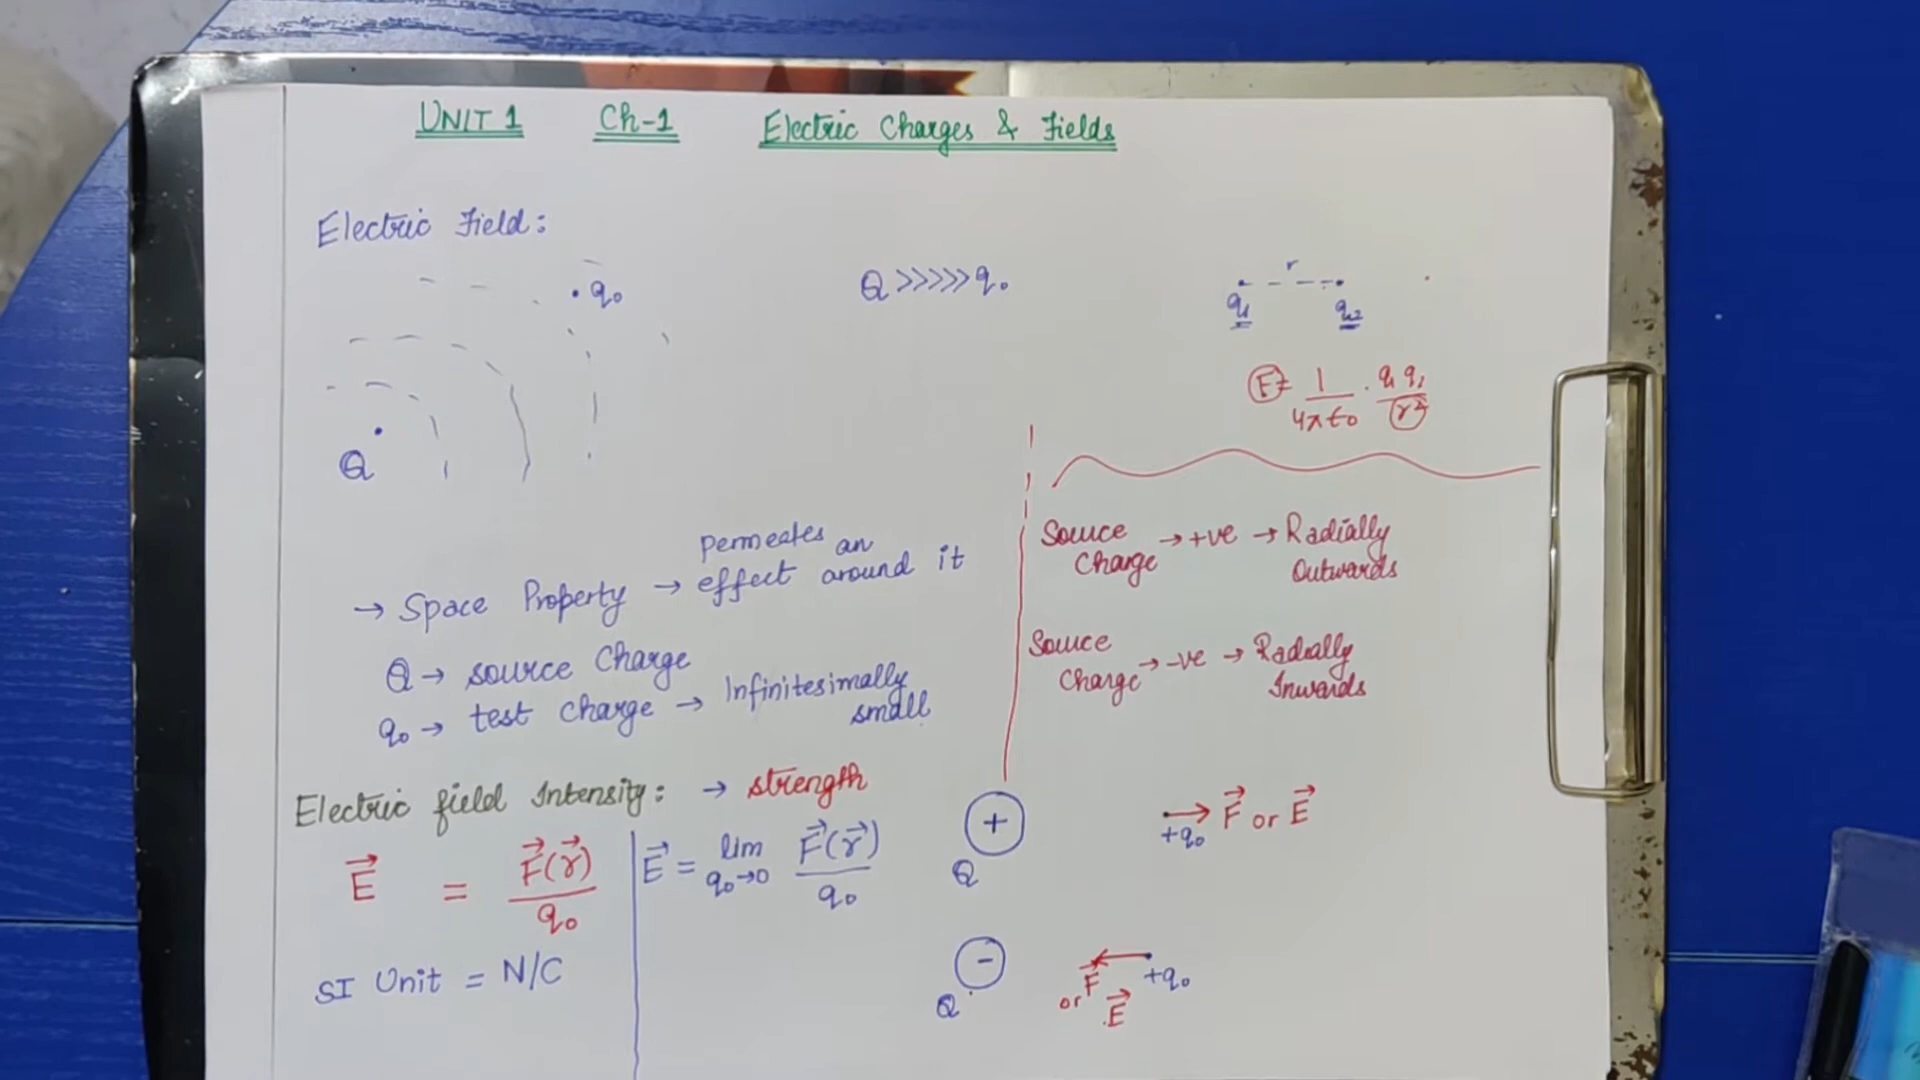 UNIT 1 Ch-1 Electric Charges & Fields
Electric Field:
q₀
Q >>>>> q₀
r
q₁ q₂
F = 1/4πε₀ · q₁q₂/r²
Q
permeates an
→ Space Property → effect around it
Q → source charge
q₀ → test charge → Infinitesimally
small
Source
Charge → +ve → Radially
Outwards
Source
Charge → -ve → Radially
Inwards
Electric field Intensity: → strength
E⃗ = F⃗(r⃗)/q₀
E⃗ = lim q₀→0 F⃗(r⃗)/q₀
SI Unit = N/C
+
Q
+q₀ → F⃗ or E⃗
-
Q
+q₀
F⃗
or E⃗